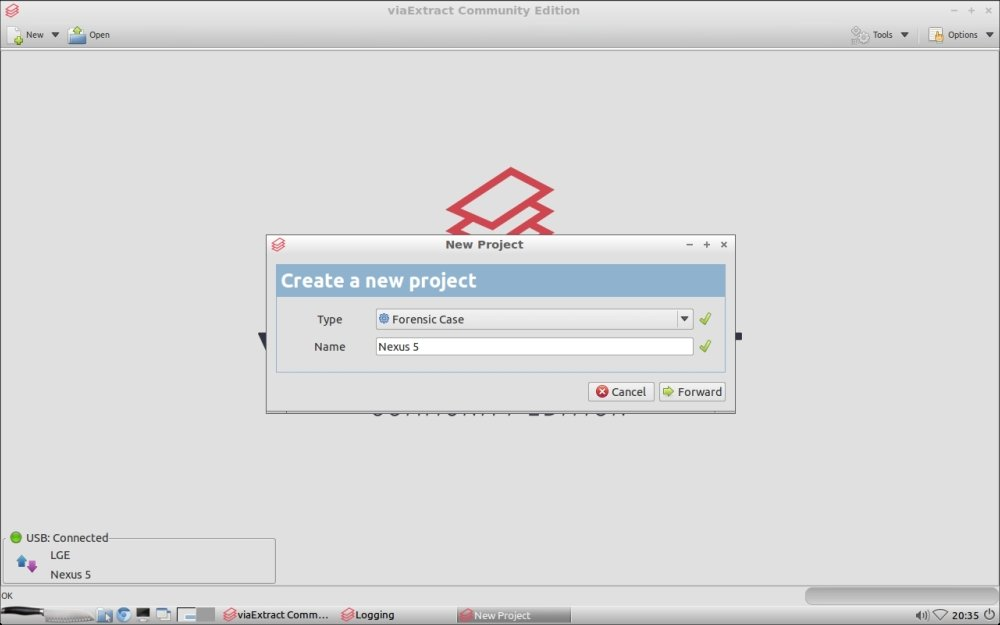 viaExtract Community Edition
New Open Tools Options
New Project
Create a new project
Type Forensic Case
Name Nexus 5
Cancel Forward
USB: Connected
LGE
Nexus 5
OK
viaExtract Comm... Logging New Project 20:35